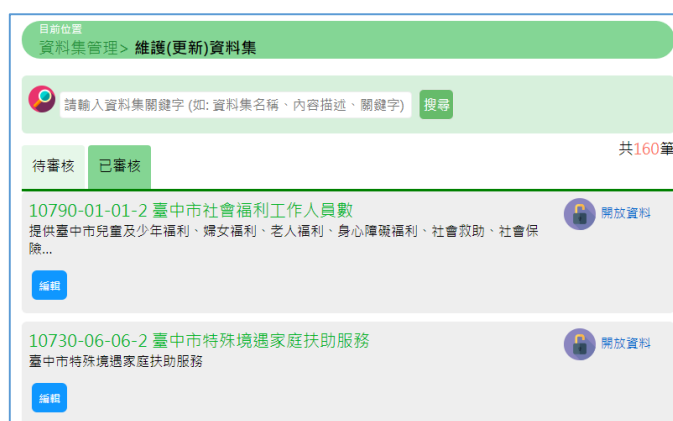 目前位置
資料集管理> 維護(更新)資料集
請輸入資料集關鍵字 (如: 資料集名稱、內容描述、關鍵字)
搜尋
共160筆
待審核
已審核
10790-01-01-2 臺中市社會福利工作人員數
開放資料
提供臺中市兒童及少年福利、婦女福利、老人福利、身心障礙福利、社會救助、社會保
險...
編輯
10730-06-06-2 臺中市特殊境遇家庭扶助服務
開放資料
臺中市特殊境遇家庭扶助服務
編輯